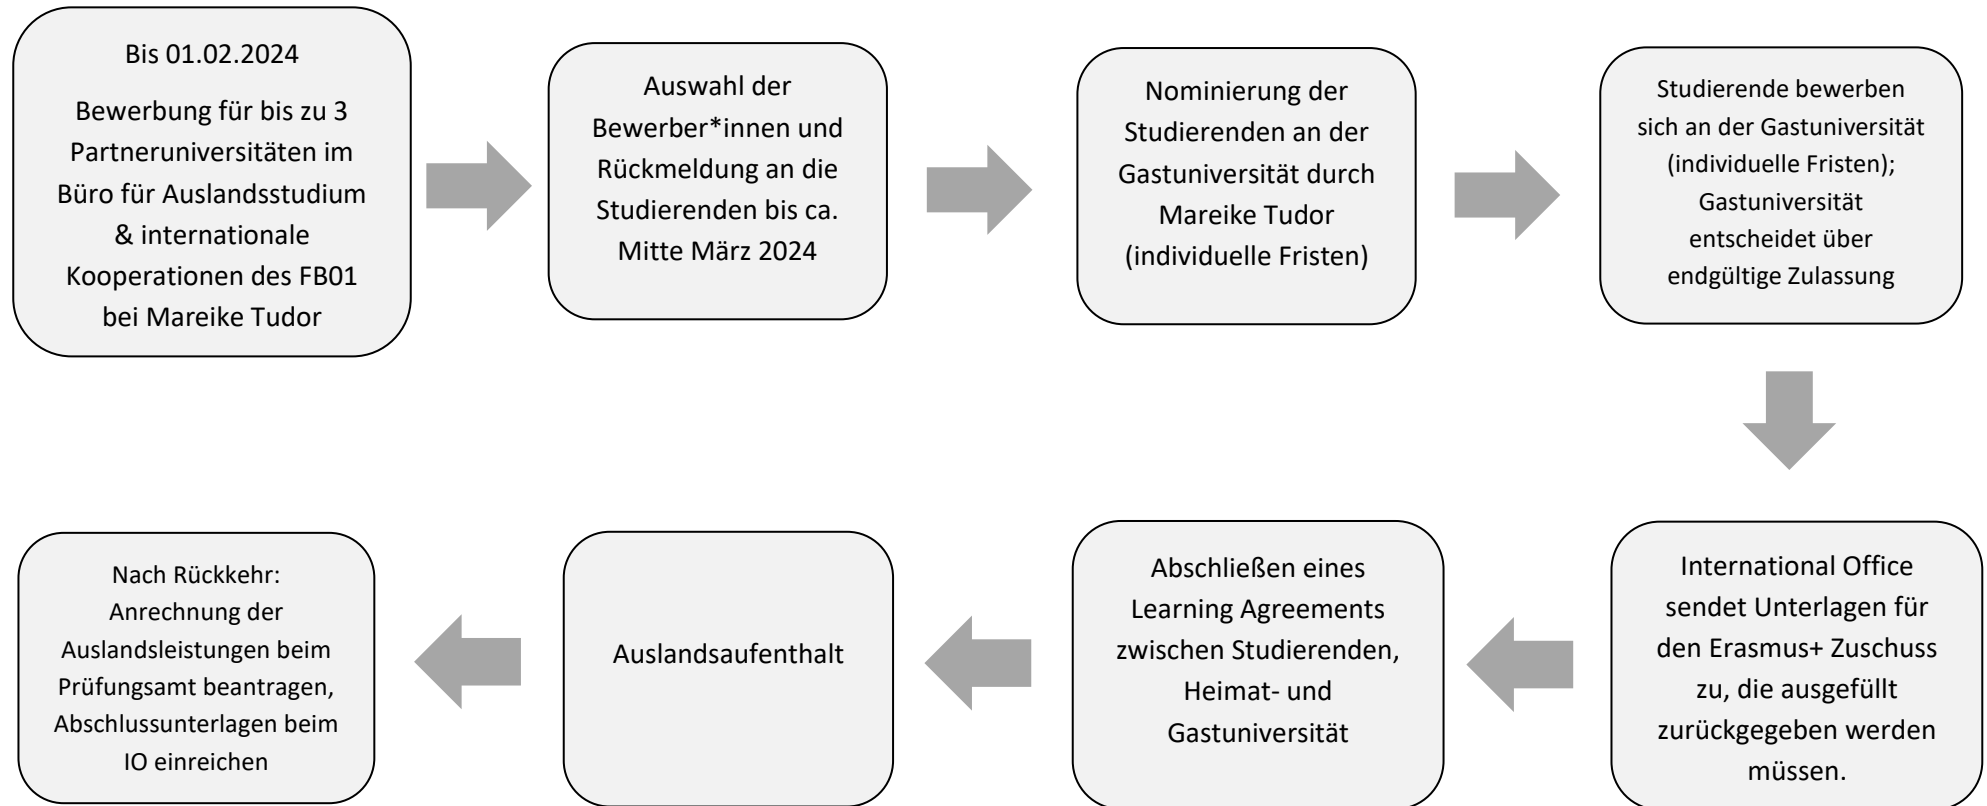 Bis 01.02.2024
Bewerbung für bis zu 3
Partneruniversitäten im
Büro für Auslandsstudium
& internationale
Kooperationen des FB01
bei Mareike Tudor
Auswahl der
Bewerber*innen und
Rückmeldung an die
Studierenden bis ca.
Mitte März 2024
Nominierung der
Studierenden an der
Gastuniversität durch
Mareike Tudor
(individuelle Fristen)
Studierende bewerben
sich an der Gastuniversität
(individuelle Fristen);
Gastuniversität
entscheidet über
endgültige Zulassung
International Office
sendet Unterlagen für
den Erasmus+ Zuschuss
zu, die ausgefüllt
zurückgegeben werden
müssen.
Abschließen eines
Learning Agreements
zwischen Studierenden,
Heimat- und
Gastuniversität
Auslandsaufenthalt
Nach Rückkehr:
Anrechnung der
Auslandsleistungen beim
Prüfungsamt beantragen,
Abschlussunterlagen beim
IO einreichen